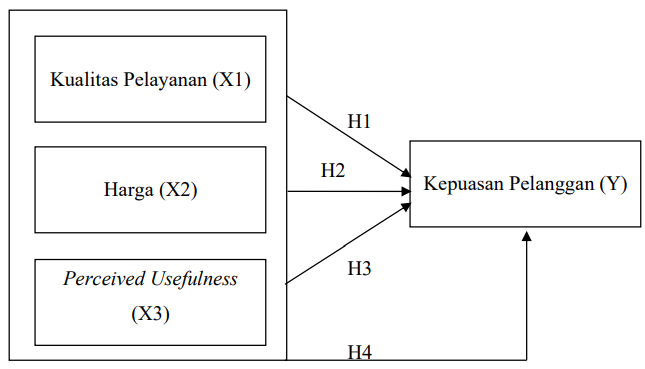 Kualitas Pelayanan (X1)
H1
H2
Harga (X2)
Kepuasan Pelanggan (Y)
Perceived Usefulness
(X3)
H3
H4